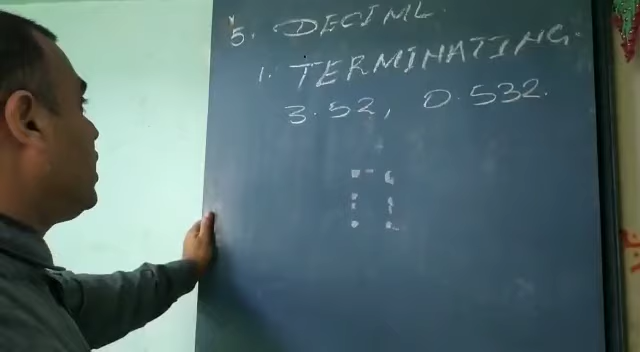 5. DECIML.
1. TERMINATING.
3.52, 0.532.